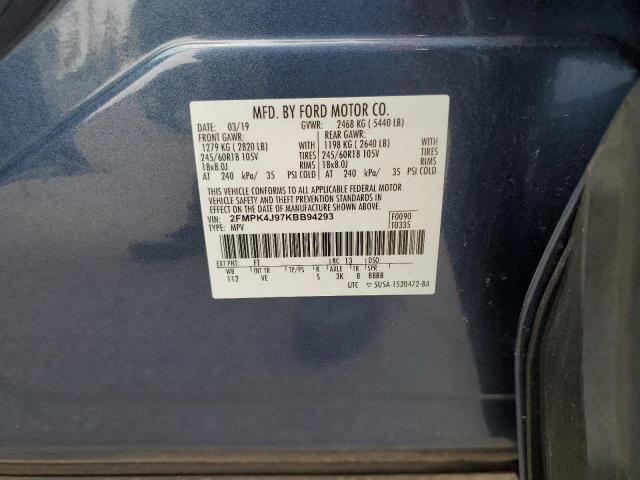 MFD. BY FORD MOTOR CO.
DATE: 03/19 GVWR: 2468 KG ( 5440 LB)
FRONT GAWR: REAR GAWR:
1279 KG ( 2820 LB) 1198 KG ( 2640 LB)
245/60R18 105V TIRES 245/60R18 105V TIRES
18x8.0J RIMS 18x8.0J RIMS
AT 240 kPa/ 35 PSI COLD AT 240 kPa/ 35 PSI COLD
THIS VEHICLE CONFORMS TO ALL APPLICABLE FEDERAL MOTOR
VEHICLE SAFETY AND THEFT PREVENTION STANDARDS IN
EFFECT ON THE DATE OF MANUFACTURE SHOWN ABOVE.
VIN: 2FMPK4J97KBB94293 F0090
TYPE: MPV T0335
EXT PNT: FT RC: 13 DSO:
WB INT TR TP/PS R AXLE TR SPR
112 VE S 3K 8 BBBB
UTC ▽ 5USA-1520472-BA